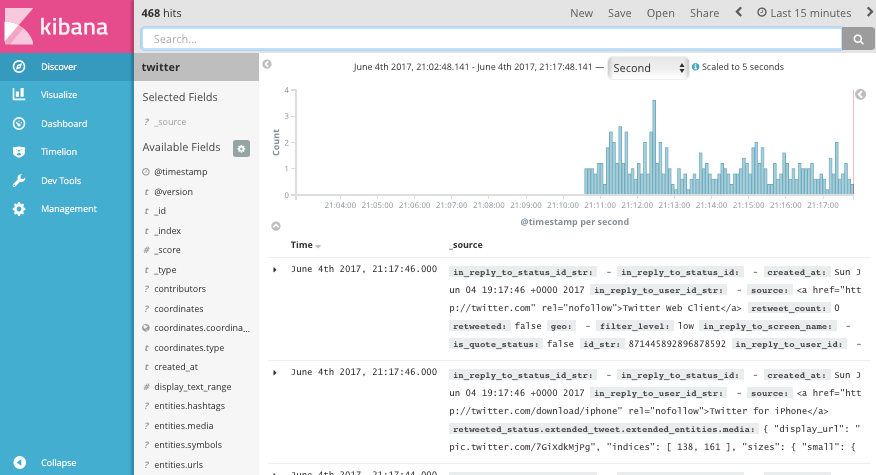 kibana
Discover
Visualize
Dashboard
Timelion
Dev Tools
Management
Collapse
468 hits
New Save Open Share Last 15 minutes
Search...
twitter
Selected Fields
? _source
Available Fields
@timestamp
t @version
t _id
t _index
# _score
t _type
? contributors
? coordinates
coordinates.coordina...
t coordinates.type
t created_at
# display_text_range
? entities.hashtags
? entities.media
? entities.symbols
? entities.urls
June 4th 2017, 21:02:48.141 - June 4th 2017, 21:17:48.141 — Second Scaled to 5 seconds
Count
4
3
2
1
0
21:04:00 21:05:00 21:06:00 21:07:00 21:08:00 21:09:00 21:10:00 21:11:00 21:12:00 21:13:00 21:14:00 21:15:00 21:16:00 21:17:00
@timestamp per second
Time _source
June 4th 2017, 21:17:46.000 in_reply_to_status_id_str: - in_reply_to_status_id: - created_at: Sun J
un 04 19:17:46 +0000 2017 in_reply_to_user_id_str: - source: <a href="htt
p://twitter.com" rel="nofollow">Twitter Web Client</a> retweet_count: 0
retweeted: false geo: - filter_level: low in_reply_to_screen_name: -
is_quote_status: false id_str: 871445892896878592 in_reply_to_user_id: -
June 4th 2017, 21:17:46.000 in_reply_to_status_id_str: - in_reply_to_status_id: - created_at: Sun J
un 04 19:17:46 +0000 2017 in_reply_to_user_id_str: - source: <a href="htt
p://twitter.com/download/iphone" rel="nofollow">Twitter for iPhone</a>
retweeted_status.extended_tweet.extended_entities.media: { "display_url": "
pic.twitter.com/7GiXdkMjPg", "indices": [ 138, 161 ], "sizes": { "small": {
June 4th 2017, 21:17:44.000